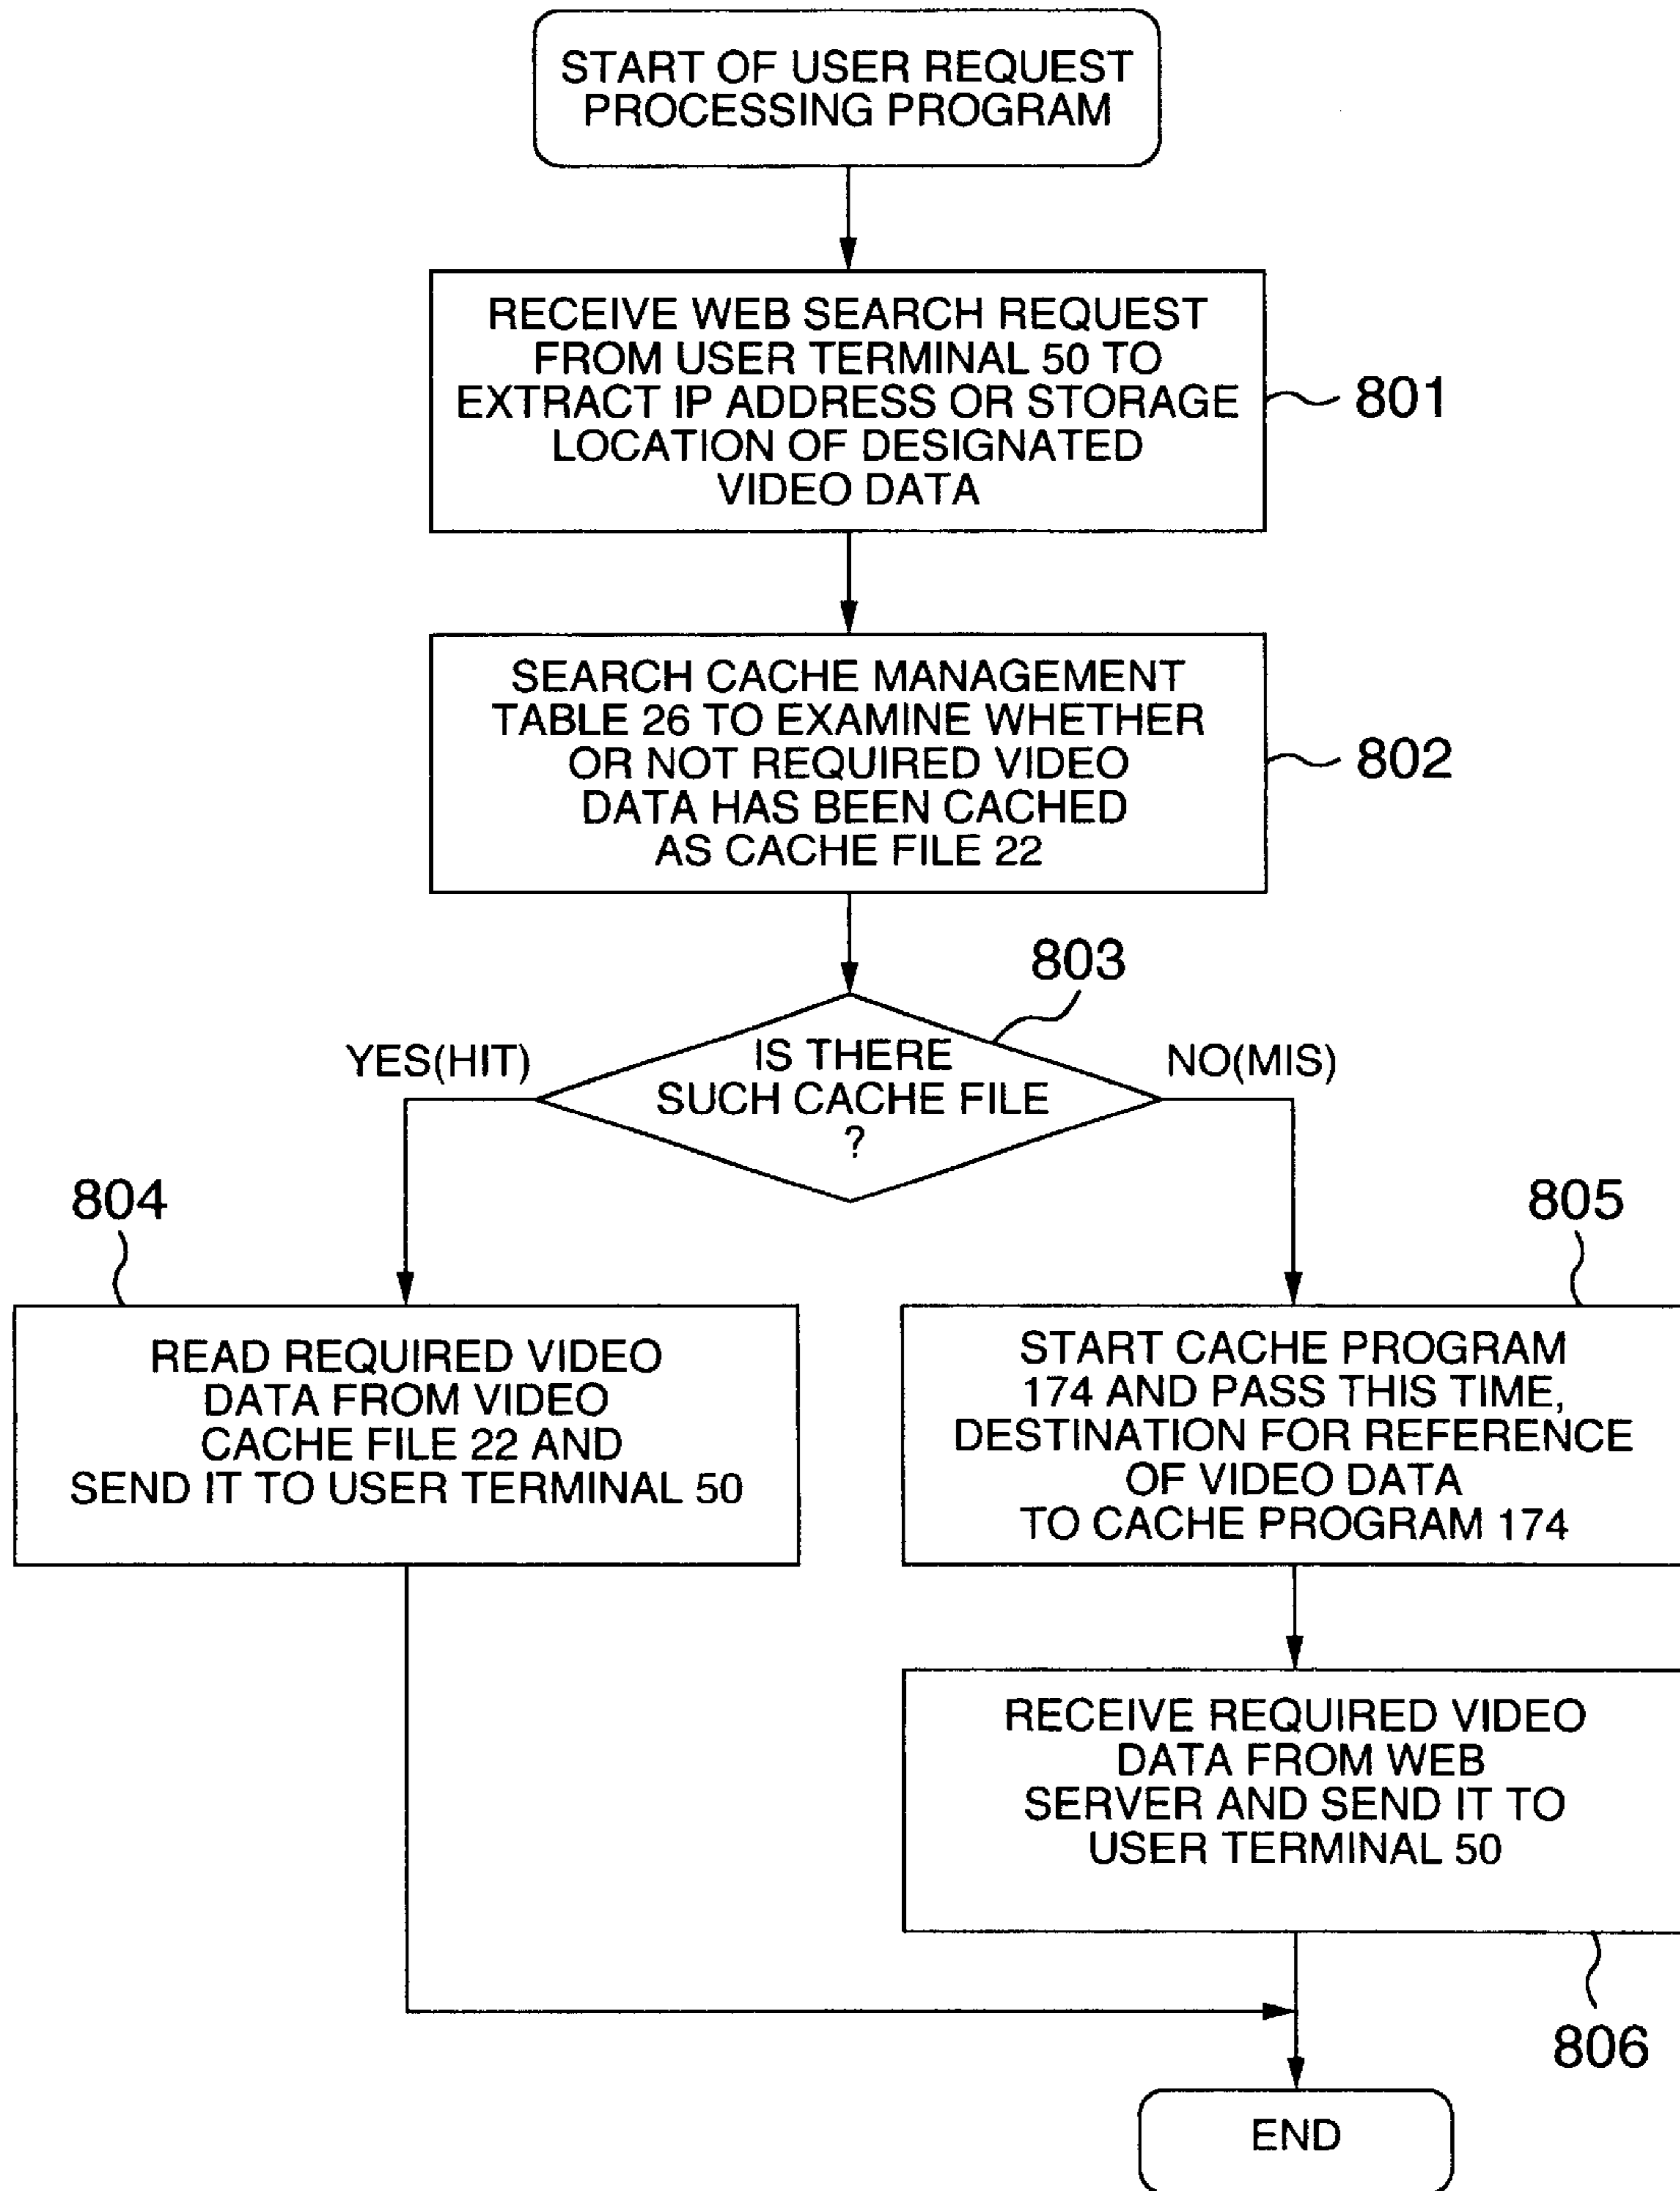 START OF USER REQUEST
PROCESSING PROGRAM
RECEIVE WEB SEARCH REQUEST
FROM USER TERMINAL 50 TO
EXTRACT IP ADDRESS OR STORAGE
LOCATION OF DESIGNATED
VIDEO DATA
801
SEARCH CACHE MANAGEMENT
TABLE 26 TO EXAMINE WHETHER
OR NOT REQUIRED VIDEO
DATA HAS BEEN CACHED
AS CACHE FILE 22
802
803
YES(HIT)
IS THERE
SUCH CACHE FILE
?
NO(MIS)
804
READ REQUIRED VIDEO
DATA FROM VIDEO
CACHE FILE 22 AND
SEND IT TO USER TERMINAL 50
805
START CACHE PROGRAM
174 AND PASS THIS TIME,
DESTINATION FOR REFERENCE
OF VIDEO DATA
TO CACHE PROGRAM 174
RECEIVE REQUIRED VIDEO
DATA FROM WEB
SERVER AND SEND IT TO
USER TERMINAL 50
806
END